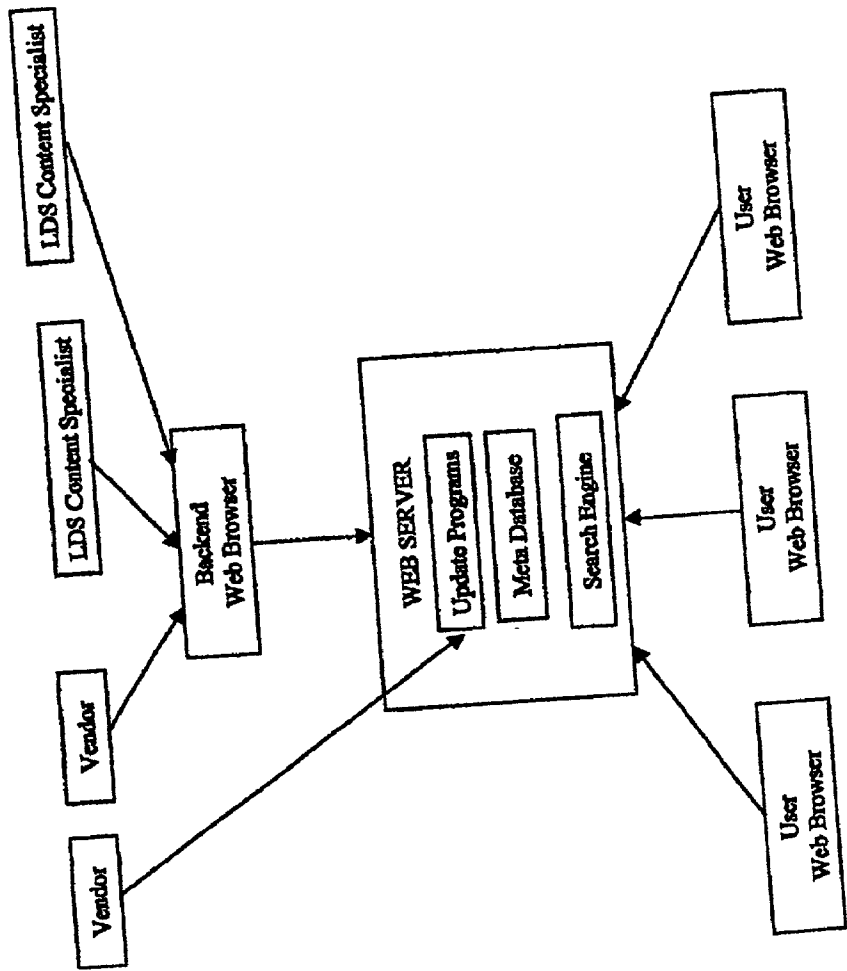 Vendor
Vendor
LDS Content Specialist
LDS Content Specialist
Backend
Web Browser
WEB SERVER
Update Programs
Meta Database
Search Engine
User
Web Browser
User
Web Browser
User
Web Browser